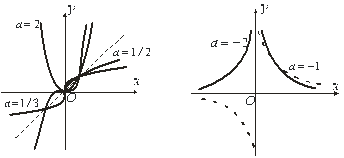 y
a = 2
a = 1/2
x
a = 1/3
O
y
a = -2
a = -1
x
O